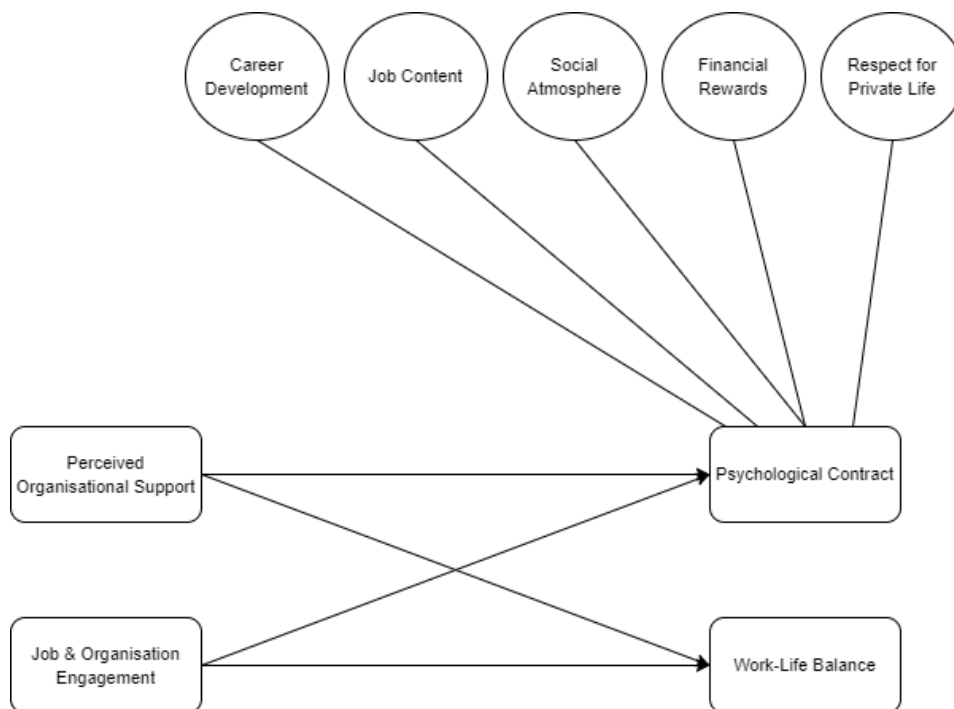 Career
Development
Job Content
Social
Atmosphere
Financial
Rewards
Respect for
Private Life
Perceived
Organisational Support
Psychological Contract
Job & Organisation
Engagement
Work-Life Balance